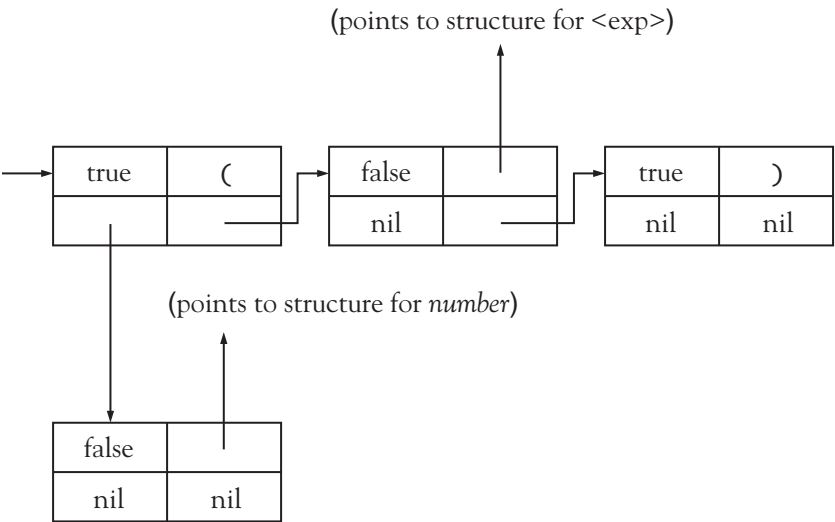 (points to structure for <exp>)
true ( false true )
nil nil nil
(points to structure for number)
false
nil nil